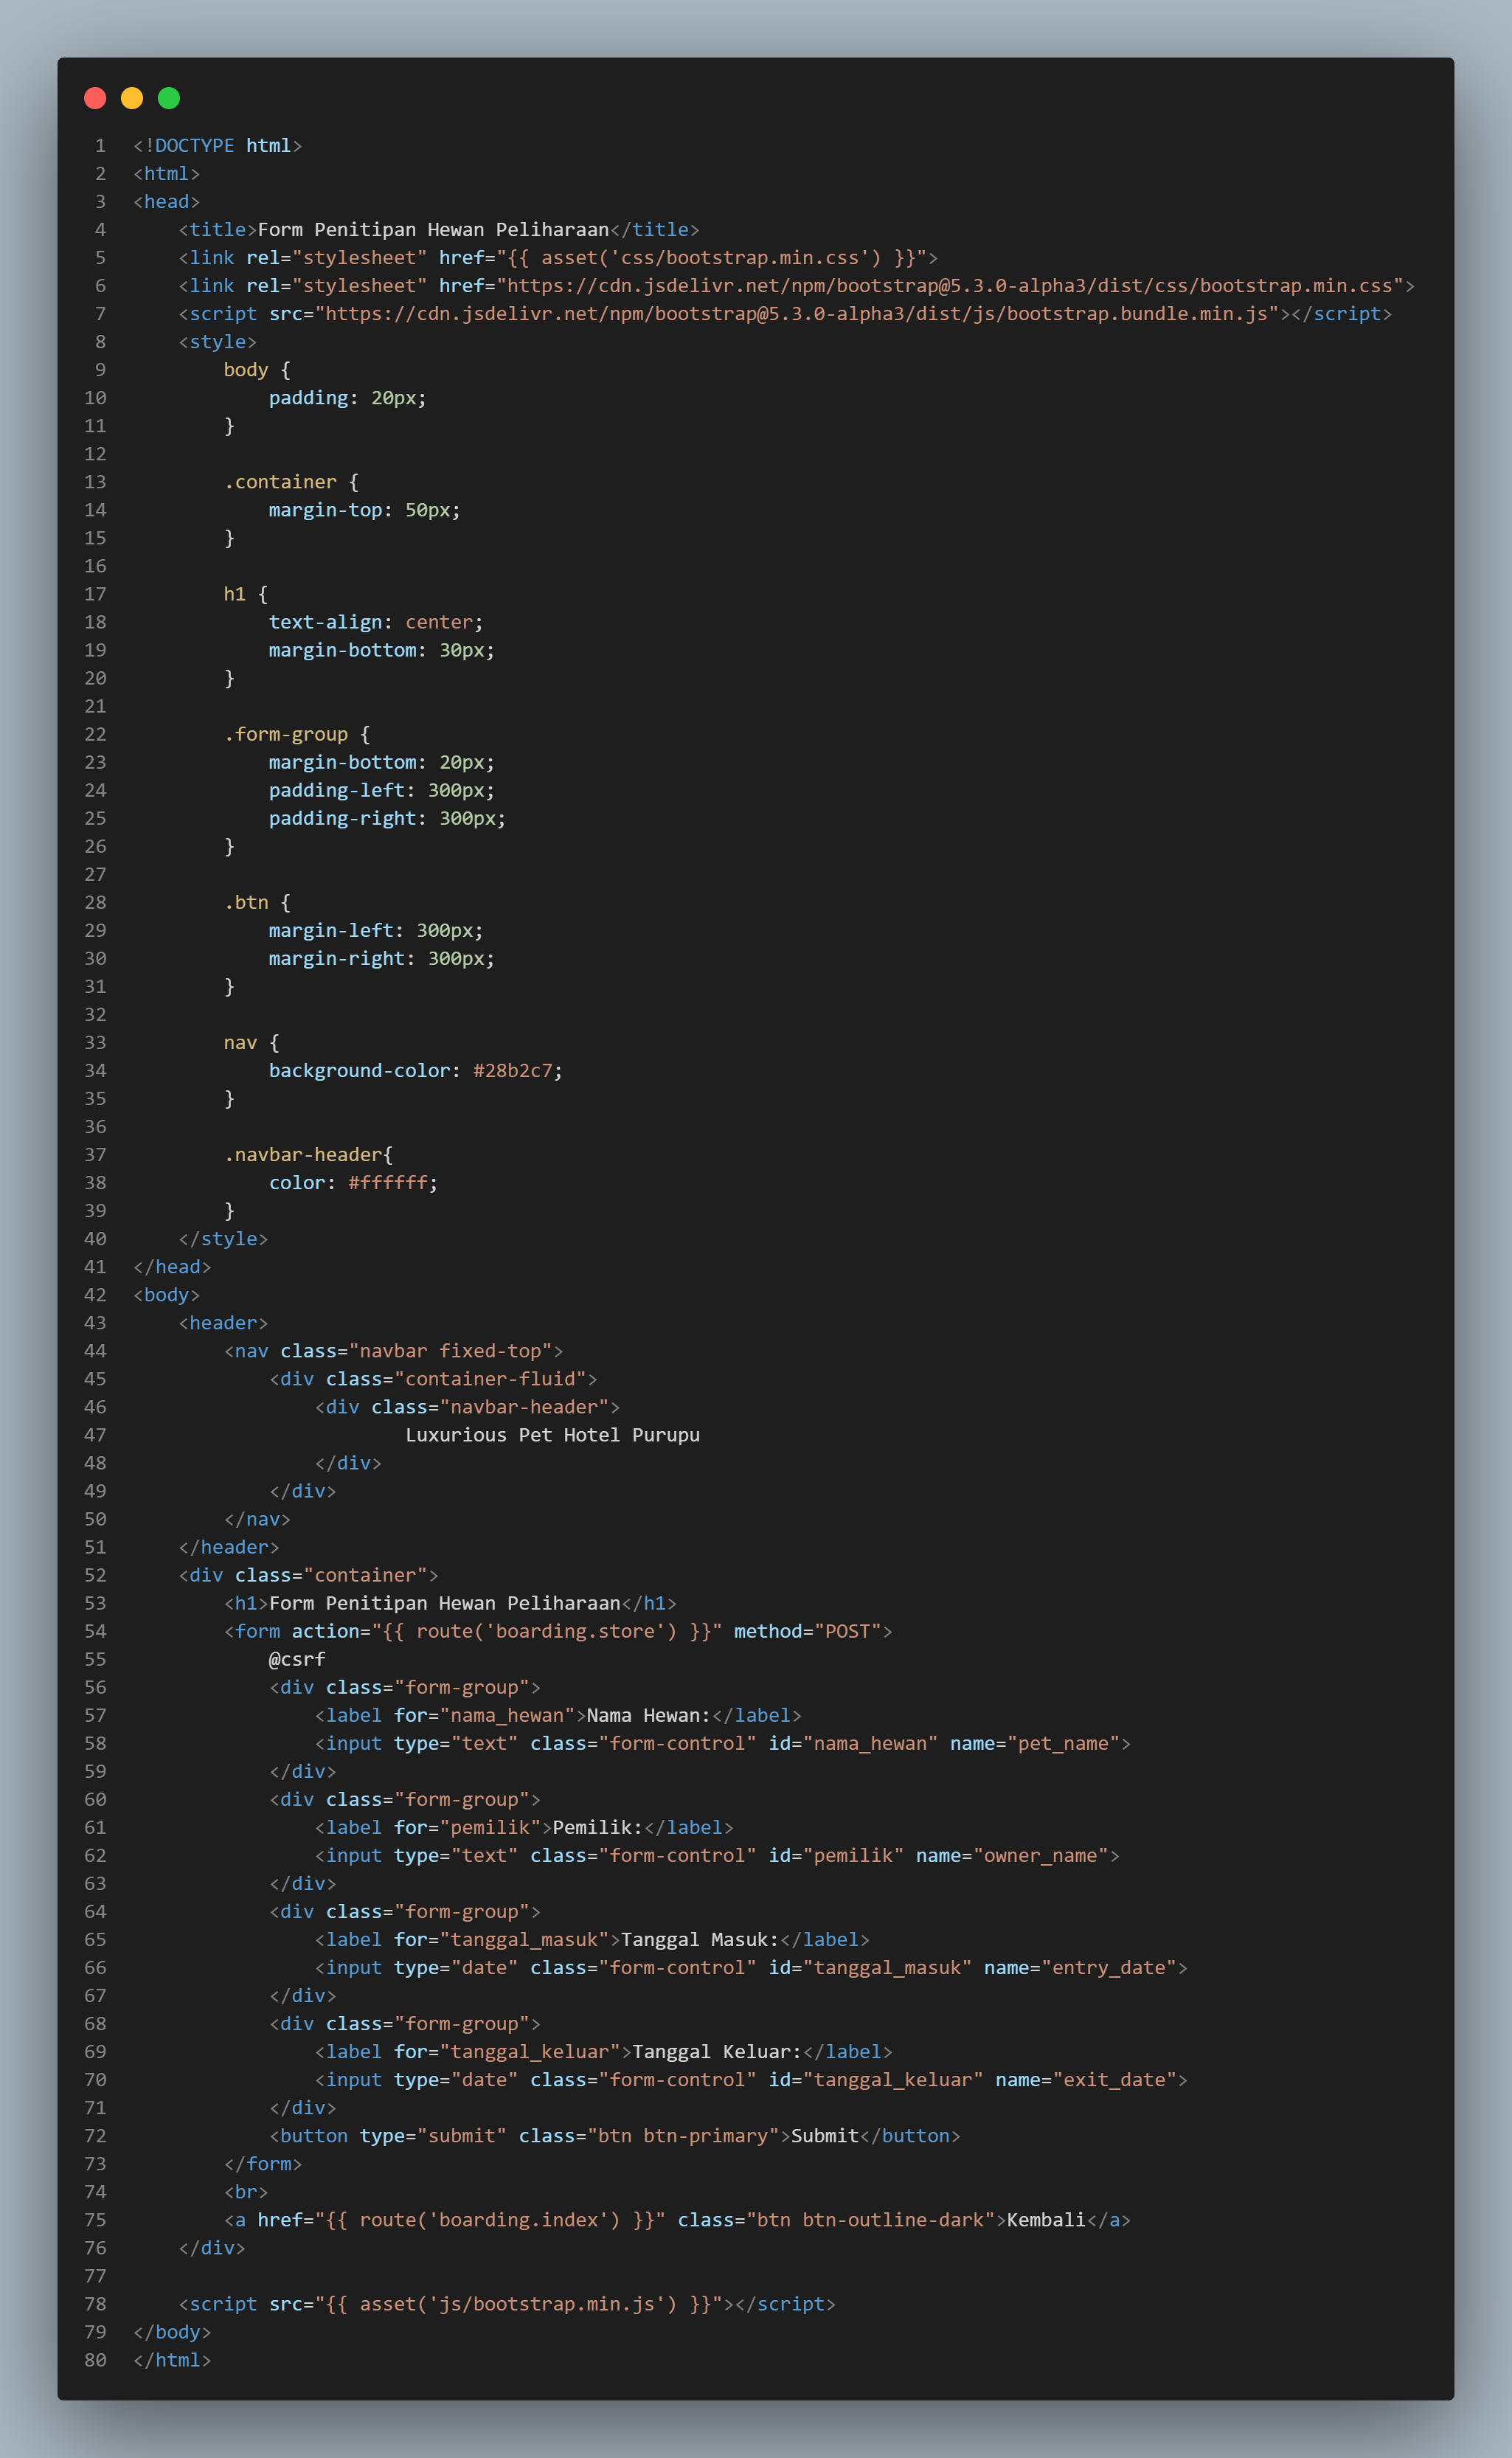 1 <!DOCTYPE html>
2 <html>
3 <head>
4     <title>Form Penitipan Hewan Peliharaan</title>
5     <link rel="stylesheet" href="{{ asset('css/bootstrap.min.css') }}">
6     <link rel="stylesheet" href="https://cdn.jsdelivr.net/npm/bootstrap@5.3.0-alpha3/dist/css/bootstrap.min.css">
7     <script src="https://cdn.jsdelivr.net/npm/bootstrap@5.3.0-alpha3/dist/js/bootstrap.bundle.min.js"></script>
8     <style>
9         body {
10             padding: 20px;
11         }
12
13         .container {
14             margin-top: 50px;
15         }
16
17         h1 {
18             text-align: center;
19             margin-bottom: 30px;
20         }
21
22         .form-group {
23             margin-bottom: 20px;
24             padding-left: 300px;
25             padding-right: 300px;
26         }
27
28         .btn {
29             margin-left: 300px;
30             margin-right: 300px;
31         }
32
33         nav {
34             background-color: #28b2c7;
35         }
36
37         .navbar-header{
38             color: #ffffff;
39         }
40     </style>
41 </head>
42 <body>
43     <header>
44         <nav class="navbar fixed-top">
45             <div class="container-fluid">
46                 <div class="navbar-header">
47                         Luxurious Pet Hotel Purupu
48                 </div>
49             </div>
50         </nav>
51     </header>
52     <div class="container">
53         <h1>Form Penitipan Hewan Peliharaan</h1>
54         <form action="{{ route('boarding.store') }}" method="POST">
55             @csrf
56             <div class="form-group">
57                 <label for="nama_hewan">Nama Hewan:</label>
58                 <input type="text" class="form-control" id="nama_hewan" name="pet_name">
59             </div>
60             <div class="form-group">
61                 <label for="pemilik">Pemilik:</label>
62                 <input type="text" class="form-control" id="pemilik" name="owner_name">
63             </div>
64             <div class="form-group">
65                 <label for="tanggal_masuk">Tanggal Masuk:</label>
66                 <input type="date" class="form-control" id="tanggal_masuk" name="entry_date">
67             </div>
68             <div class="form-group">
69                 <label for="tanggal_keluar">Tanggal Keluar:</label>
70                 <input type="date" class="form-control" id="tanggal_keluar" name="exit_date">
71             </div>
72             <button type="submit" class="btn btn-primary">Submit</button>
73         </form>
74         <br>
75         <a href="{{ route('boarding.index') }}" class="btn btn-outline-dark">Kembali</a>
76     </div>
77
78     <script src="{{ asset('js/bootstrap.min.js') }}"></script>
79 </body>
80 </html>